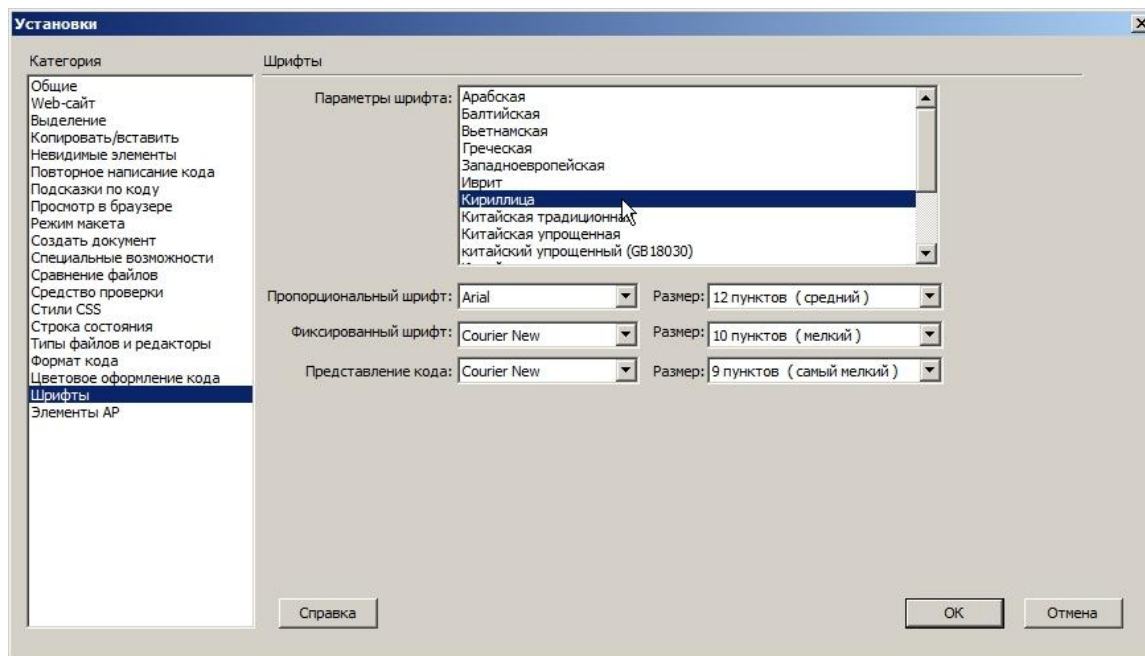 Установки
Категория
Общие
Web-сайт
Выделение
Копировать/вставить
Невидимые элементы
Повторное написание кода
Подсказки по коду
Просмотр в браузере
Режим макета
Создать документ
Специальные возможности
Сравнение файлов
Средство проверки
Стили CSS
Строка состояния
Типы файлов и редакторы
Формат кода
Цветовое оформление кода
Шрифты
Элементы AP
Шрифты
Параметры шрифта:
Арабская
Балтийская
Вьетнамская
Греческая
Западноевропейская
Иврит
Кириллица
Китайская традиционная
Китайская упрощенная
китайский упрощенный (GB18030)
Пропорциональный шрифт: Arial Размер: 12 пунктов ( средний )
Фиксированный шрифт: Courier New Размер: 10 пунктов ( мелкий )
Представление кода: Courier New Размер: 9 пунктов ( самый мелкий )
Справка OK Отмена